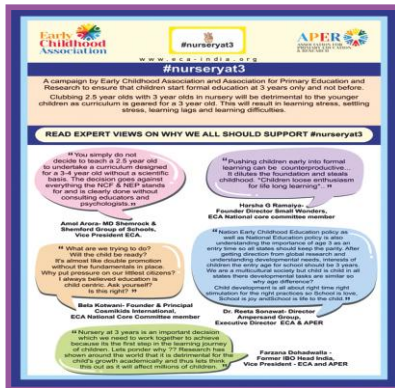 Early
Childhood
Association
#nurseryat3
APER
ASSOCIATION FOR
PRIMARY EDUCATION
& RESEARCH
www.eca-india.org
#nurseryat3
A campaign by Early Childhood Association and Association for Primary Education and
Research to ensure that children start formal education at 3 years only and not before.
Clubbing 2.5 year olds with 3 year olds in nursery will be detrimental to the younger
children as curriculum is geared for a 3 year old. This will result in learning stress, settling
stress, learning lags and learning difficulties.
READ EXPERT VIEWS ON WHY WE ALL SHOULD SUPPORT #nurseryat3
"You simply do not
decide to teach a 2.5 year old
to undertake a curriculum designed
for a 3-4 year old without a scientific
basis. The decision goes against
everything the NCF & NEP stands
for and is clearly done without
consulting educators and
psychologists."
Amol Arora- MD Shemrock &
Shemford Group of Schools,
Vice President ECA.
"Pushing children early into formal
learning can be counterproductive...
It dilutes the foundation and steals
childhood. "Children loose enthusiasm
for life long learning"..."
Harsha G Ramaiya-
Founder Director Small Wonders,
ECA National core committee member
"What are we trying to do?
Will the child be ready?
It's almost like double promotion
without the fundamentals in place.
Why put pressure on our littlest citizens?
I always believed education is
child centric. Ask yourself?
Is this right?"
Bela Kotwani- Founder & Principal
Cosmikids International,
ECA National Core Committee member
"Nation Early Childhood Education policy as
well as National Education policy is also
understanding the importance of age 3 as an
entry time so all states should keep the parity. After
getting direction from global research and
understanding developmental needs, interests of
children the entry age for school should be 3 years.
We are a multicultural society but child is child in all
states there developmental tasks are similar so
why age difference?
Child development is all about right time right
stimulation for the right practices so School is love,
School is joy and School is life to the child."
Dr. Reeta Sonawat- Director
Ampersand Group,
Executive Director ECA & APER
"Nursery at 3 years is an important decision
which we need to work together to achieve
because its the first step in the learning journey
of children. Lets ponder why ?? Research has
shown around the world that it is detrimental for the
child's growth academically and thus lets think
this out as it will affect millions of children."
Farzana Dohadwalla -
Former IBO Head India,
Vice President - ECA and APER